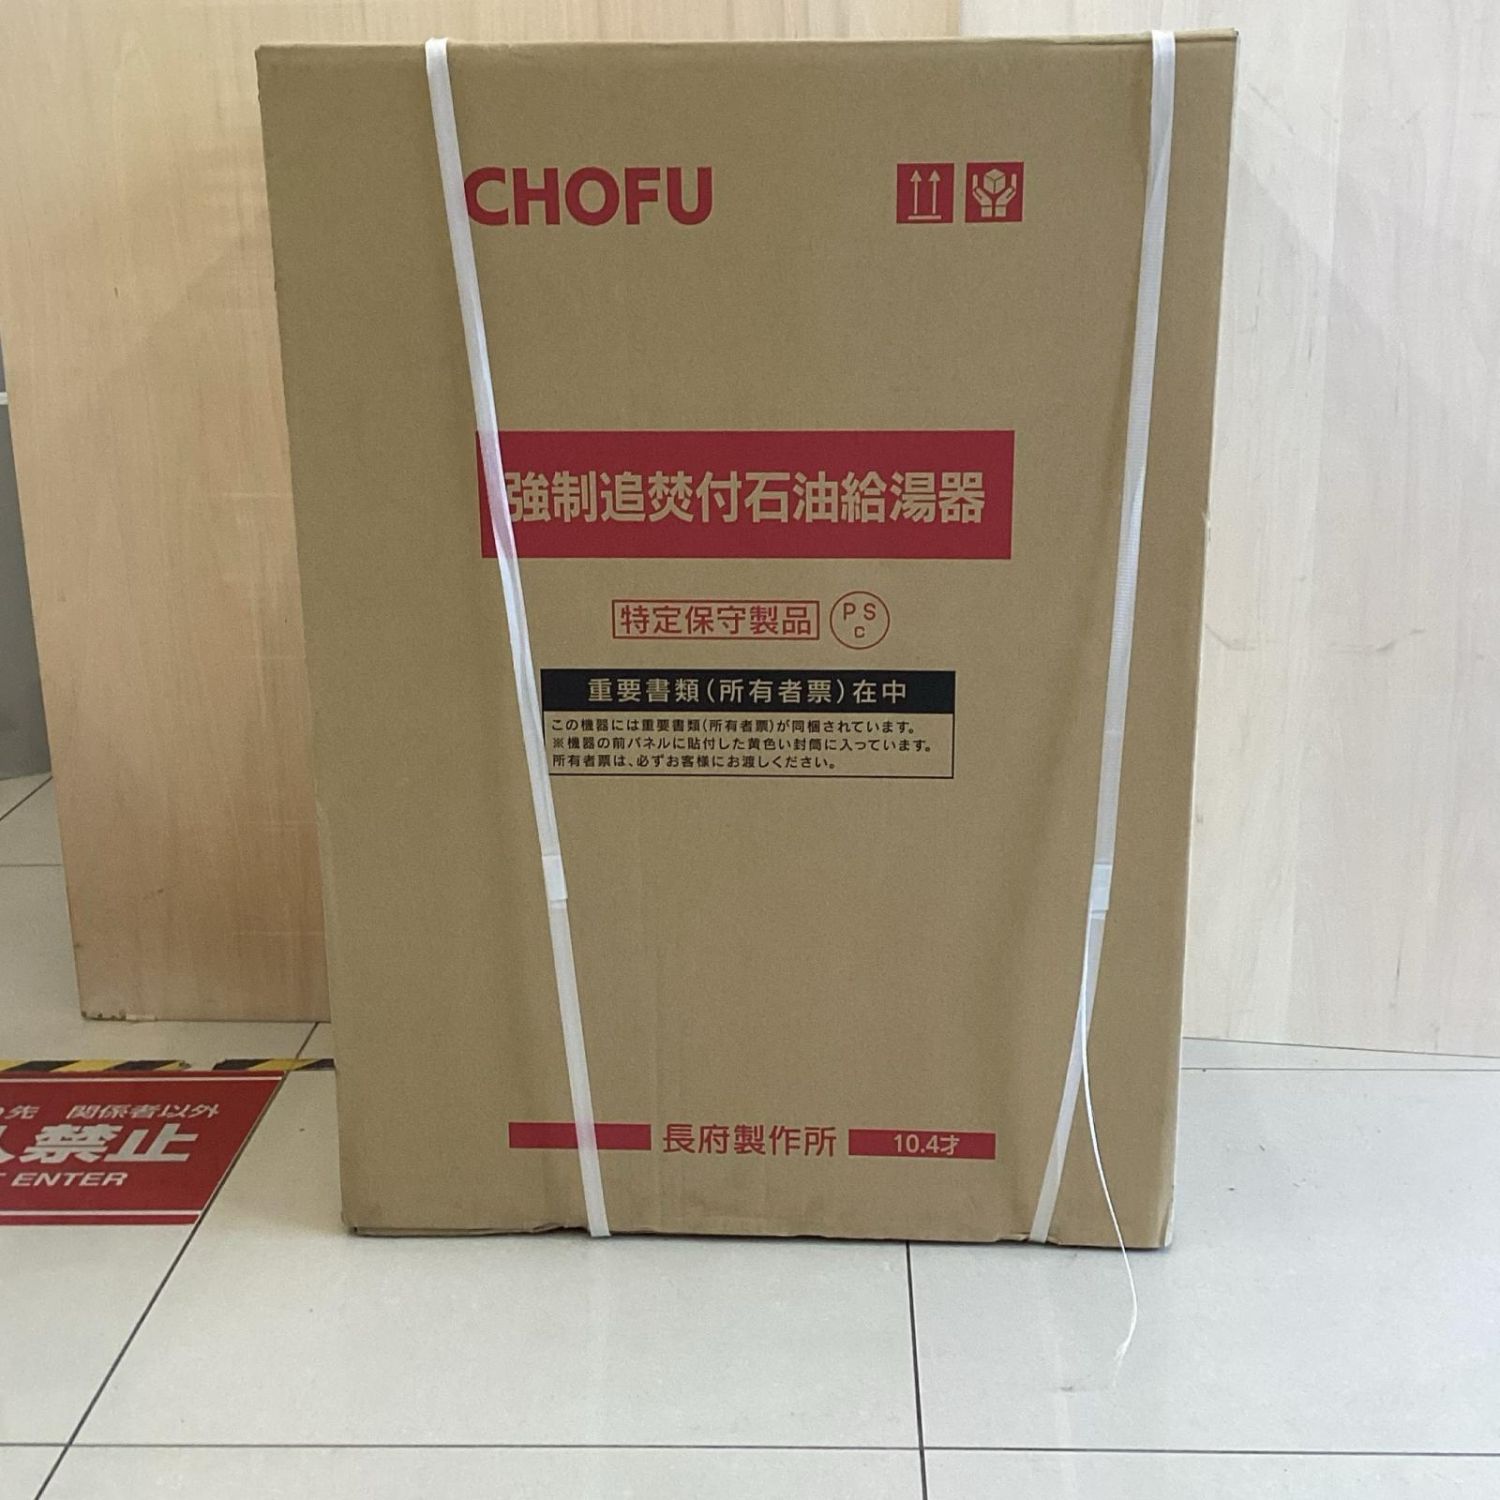 CHOFU
強制追焚付石油給湯器
特定保守製品 PSC
重要書類(所有者票)在中
この機器には重要書類(所有者票)が同梱されています。
※機器の前パネルに貼付した黄色い封筒に入っています。
所有者票は、必ずお客様にお渡しください。
長府製作所 10.4才
先 関係者以外
禁止
ENTER